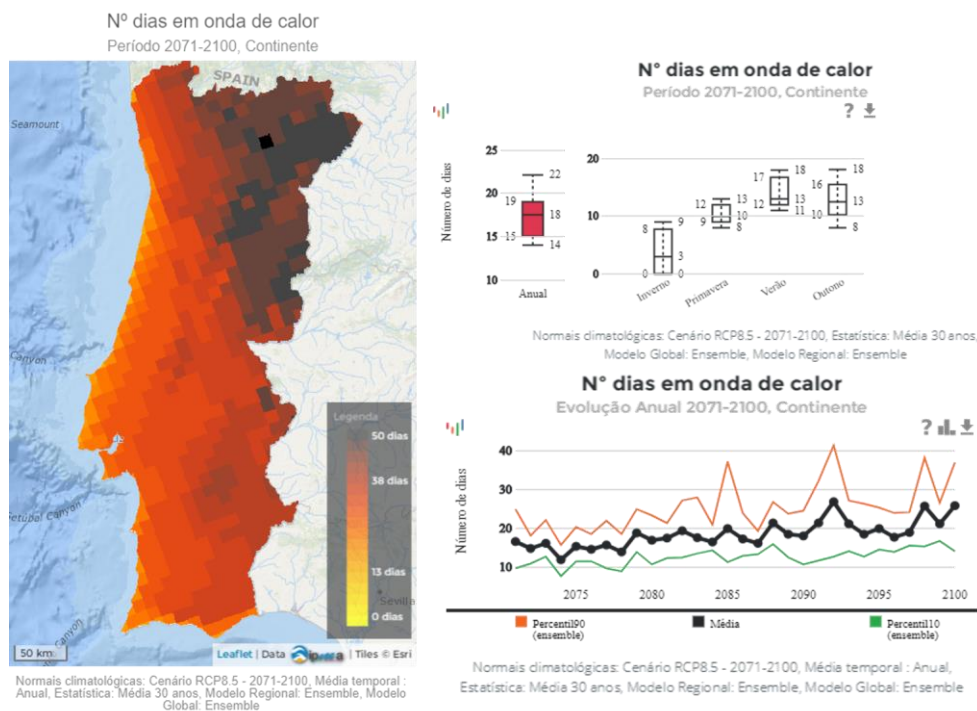 Nº dias em onda de calor
Período 2071-2100, Continente
SPAIN
Seamount
Canyon
Setubal Canyon
Canyon
Sevilla
Legenda
50 dias
38 dias
13 dias
0 dias
50 km
Leaflet | Data ipma | Tiles © Esri
Normais climatológicas: Cenário RCP8.5 - 2071-2100, Média temporal :
Anual, Estatística: Média 30 anos, Modelo Regional: Ensemble, Modelo
Global: Ensemble
N° dias em onda de calor
Período 2071-2100, Continente
?
Número de dias
25
20
15
10
22
19
18
15
14
Anual
20
10
0
8
9
3
0
0
12
13
10
9
8
17
18
13
12
11
18
16
13
10
8
Inverno
Primavera
Verão
Outono
Normais climatológicas: Cenário RCP8.5 - 2071-2100, Estatística: Média 30 anos,
Modelo Global: Ensemble, Modelo Regional: Ensemble
N° dias em onda de calor
Evolução Anual 2071-2100, Continente
?
Número de dias
40
30
20
10
2075
2080
2085
2090
2095
2100
Percentil90
(ensemble)
Média
Percentil10
(ensemble)
Normais climatológicas: Cenário RCP8.5 - 2071-2100, Média temporal : Anual,
Estatística: Média 30 anos, Modelo Regional: Ensemble, Modelo Global: Ensemble